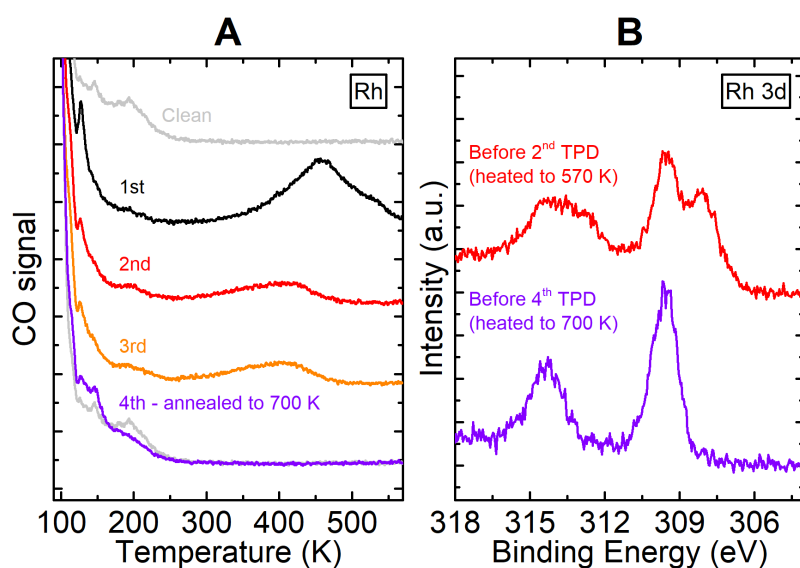 A
Rh
Clean
1st
2nd
3rd
4th - annealed to 700 K
CO signal
100 200 300 400 500
Temperature (K)
B
Rh 3d
Before 2nd TPD
(heated to 570 K)
Before 4th TPD
(heated to 700 K)
Intensity (a.u.)
318 315 312 309 306
Binding Energy (eV)